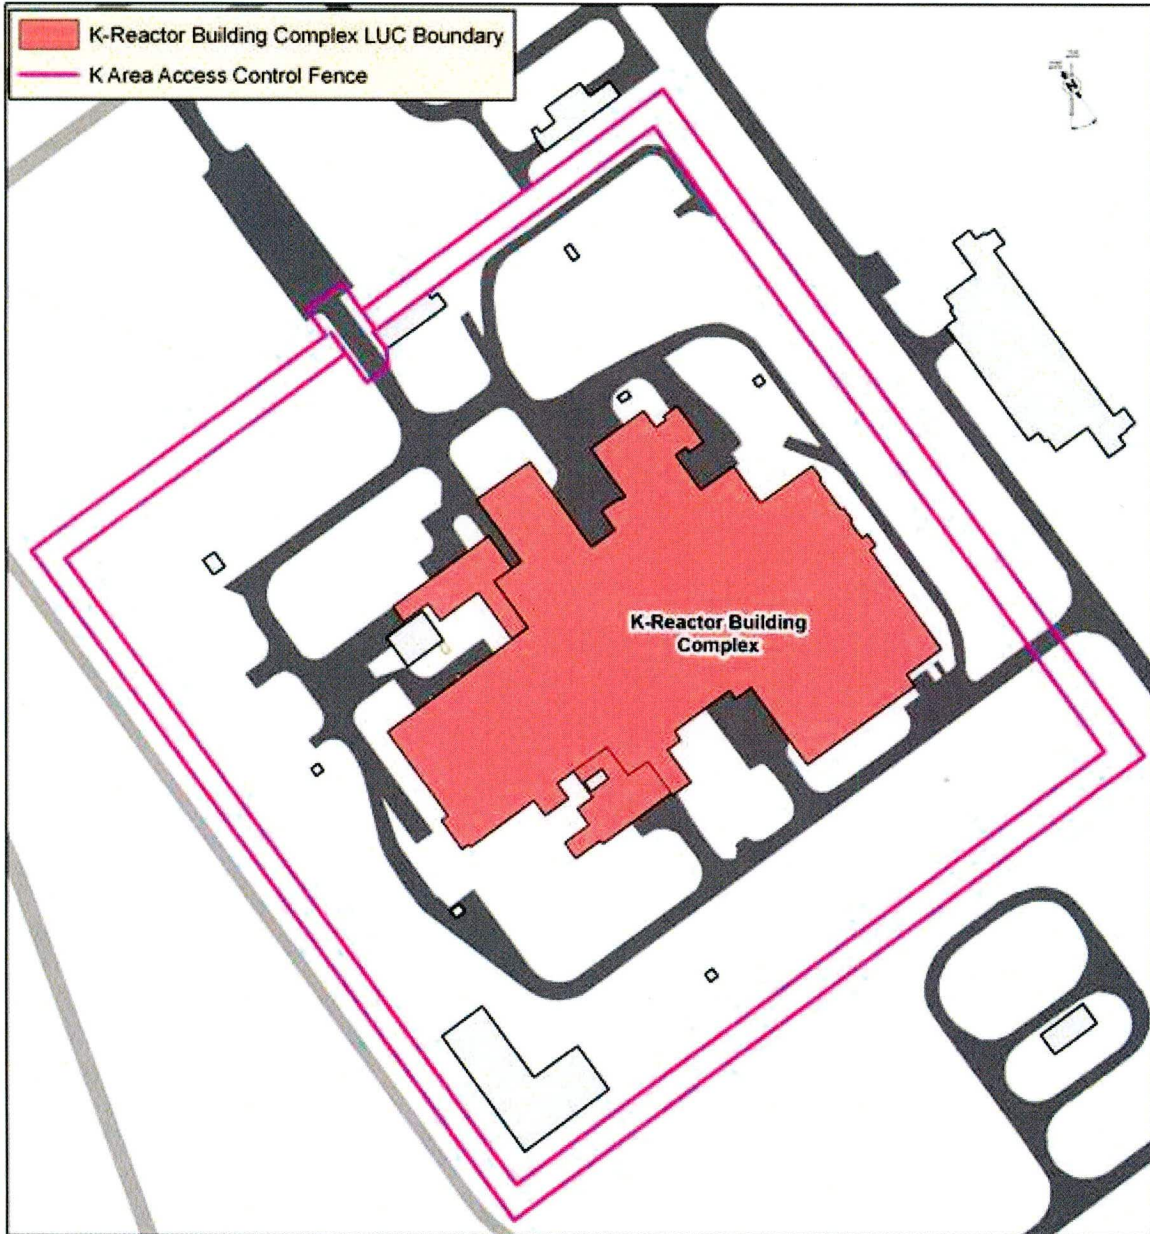 K-Reactor Building Complex LUC Boundary
K Area Access Control Fence
K-Reactor Building
Complex